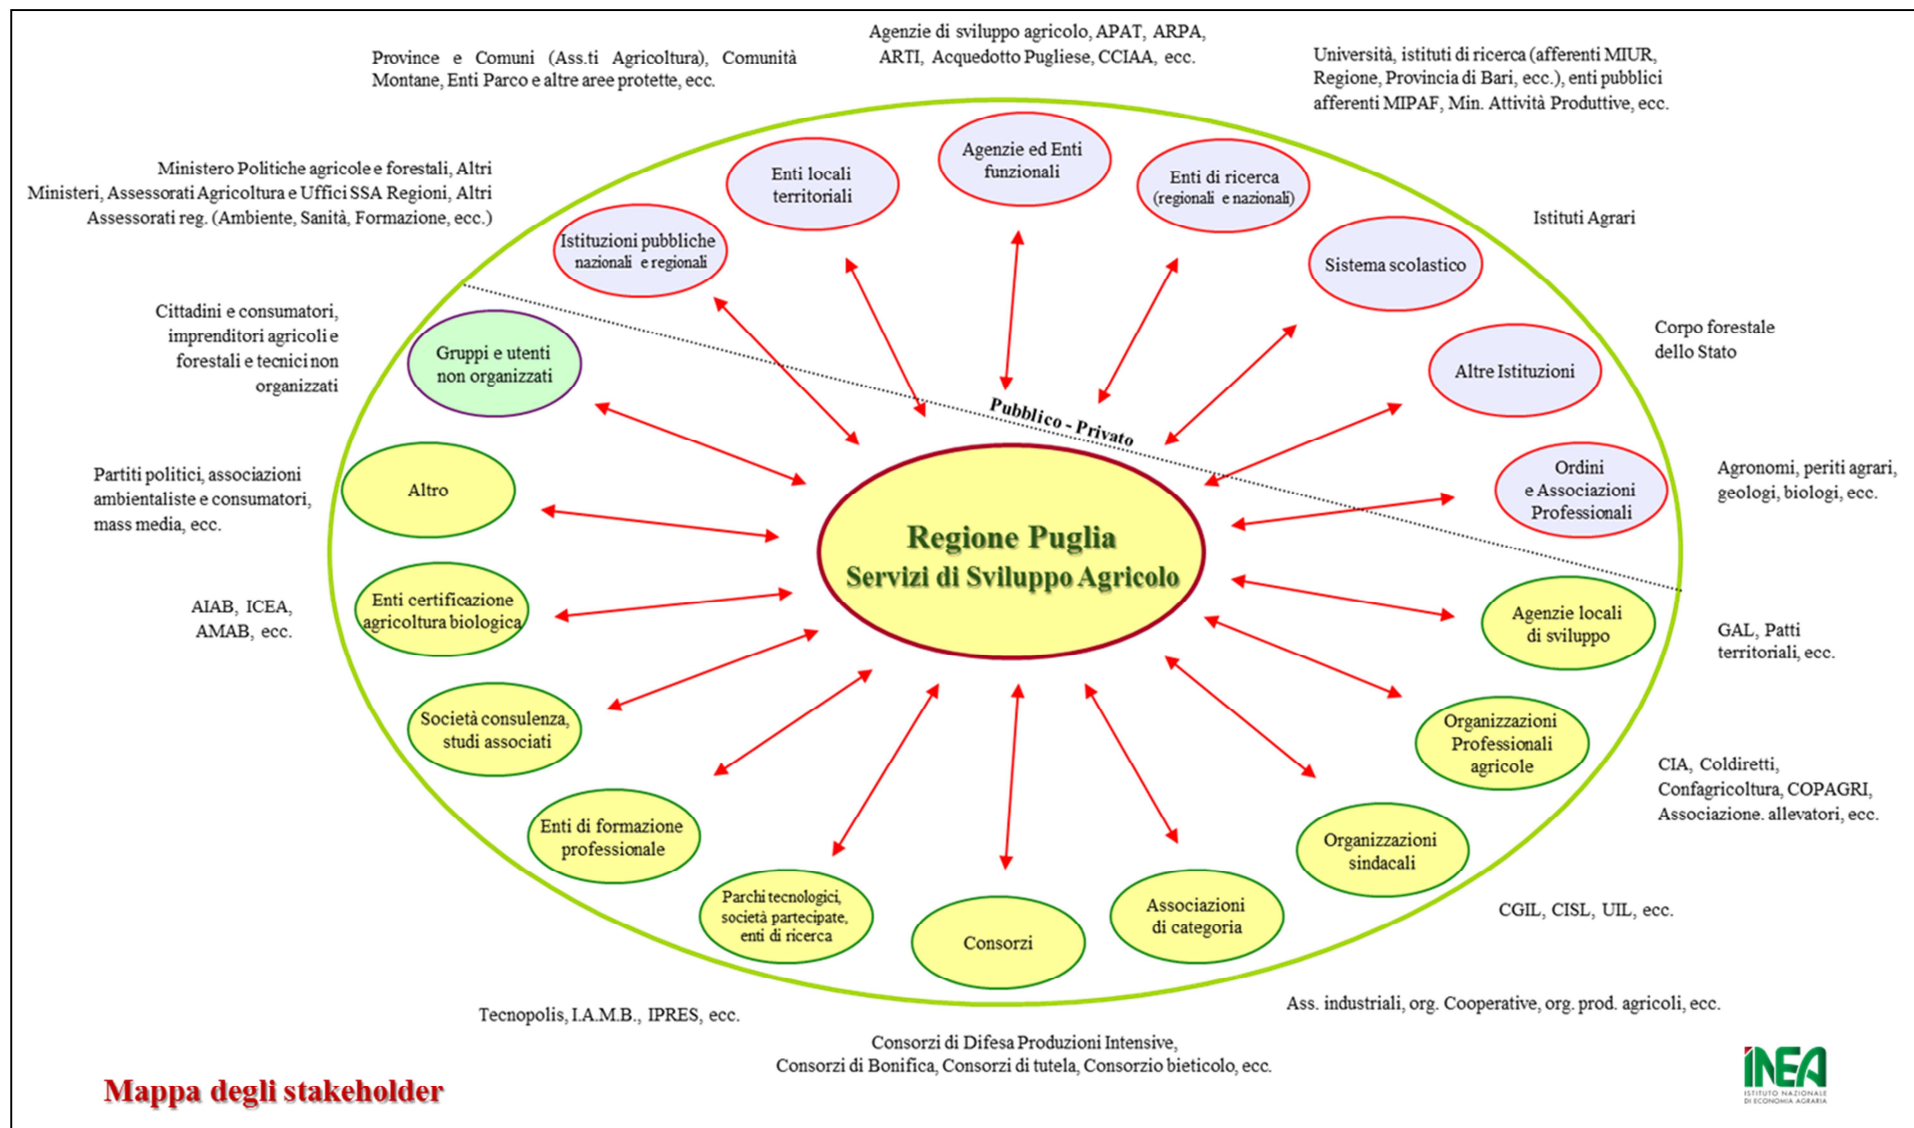 Agenzie di sviluppo agricolo, APAT, ARPA,
ARTI, Acquedotto Pugliese, CCIAA, ecc.
Province e Comuni (Ass.ti Agricoltura), Comunità
Montane, Enti Parco e altre aree protette, ecc.
Università, istituti di ricerca (afferenti MIUR,
Regione, Provincia di Bari, ecc.), enti pubblici
afferenti MIPAF, Min. Attività Produttive, ecc.
Ministero Politiche agricole e forestali, Altri
Ministeri, Assessorati Agricoltura e Uffici SSA Regioni, Altri
Assessorati reg. (Ambiente, Sanità, Formazione, ecc.)
Enti locali
territoriali
Agenzie ed Enti
funzionali
Enti di ricerca
(regionali e nazionali)
Istituzioni pubbliche
nazionali e regionali
Sistema scolastico
Istituti Agrari
Cittadini e consumatori,
imprenditori agricoli e
forestali e tecnici non
organizzati
Gruppi e utenti
non organizzati
Altre Istituzioni
Corpo forestale
dello Stato
Pubblico - Privato
Partiti politici, associazioni
ambientaliste e consumatori,
mass media, ecc.
Altro
Ordini
e Associazioni
Professionali
Agronomi, periti agrari,
geologi, biologi, ecc.
Regione Puglia
Servizi di Sviluppo Agricolo
AIAB, ICEA,
AMAB, ecc.
Enti certificazione
agricoltura biologica
Agenzie locali
di sviluppo
GAL, Patti
territoriali, ecc.
Società consulenza,
studi associati
Organizzazioni
Professionali
agricole
CIA, Coldiretti,
Confagricoltura, COPAGRI,
Associazione. allevatori, ecc.
Enti di formazione
professionale
Organizzazioni
sindacali
CGIL, CISL, UIL, ecc.
Parchi tecnologici,
società partecipate,
enti di ricerca
Consorzi
Associazioni
di categoria
Tecnopolis, I.A.M.B., IPRES, ecc.
Ass. industriali, org. Cooperative, org. prod. agricoli, ecc.
Consorzi di Difesa Produzioni Intensive,
Consorzi di Bonifica, Consorzi di tutela, Consorzio bieticolo, ecc.
Mappa degli stakeholder
INEA
ISTITUTO NAZIONALE
DI ECONOMIA AGRARIA